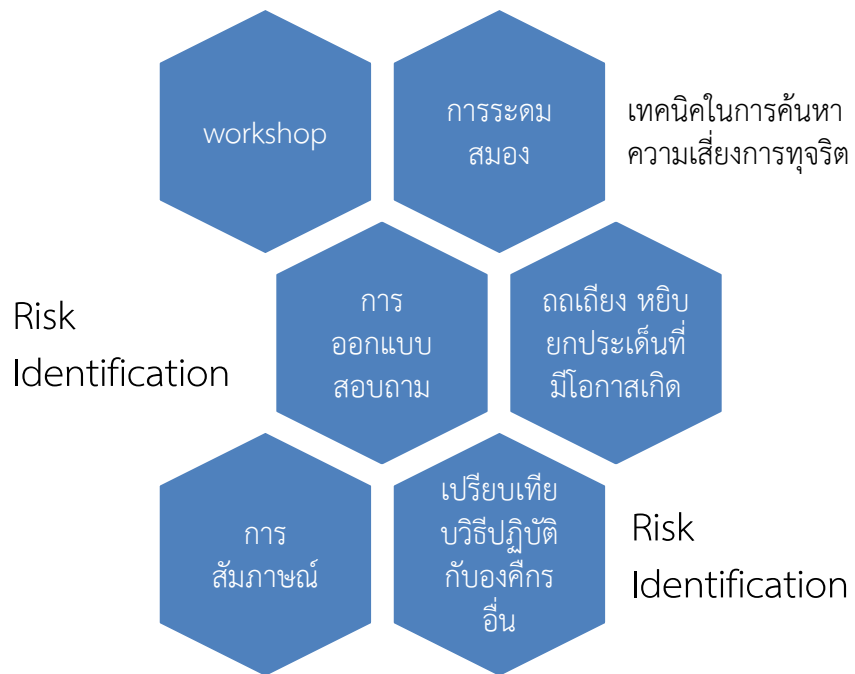 workshop
การระดม
สมอง
เทคนิคในการค้นหา
ความเสี่ยงการทุจริต
Risk
Identification
การ
ออกแบบ
สอบถาม
ถถเถียง หยิบ
ยกประเด็นที่
มีโอกาสเกิด
การ
สัมภาษณ์
เปรียบเทีย
บวิธีปฏิบัติ
กับองค์กร
อื่น
Risk
Identification